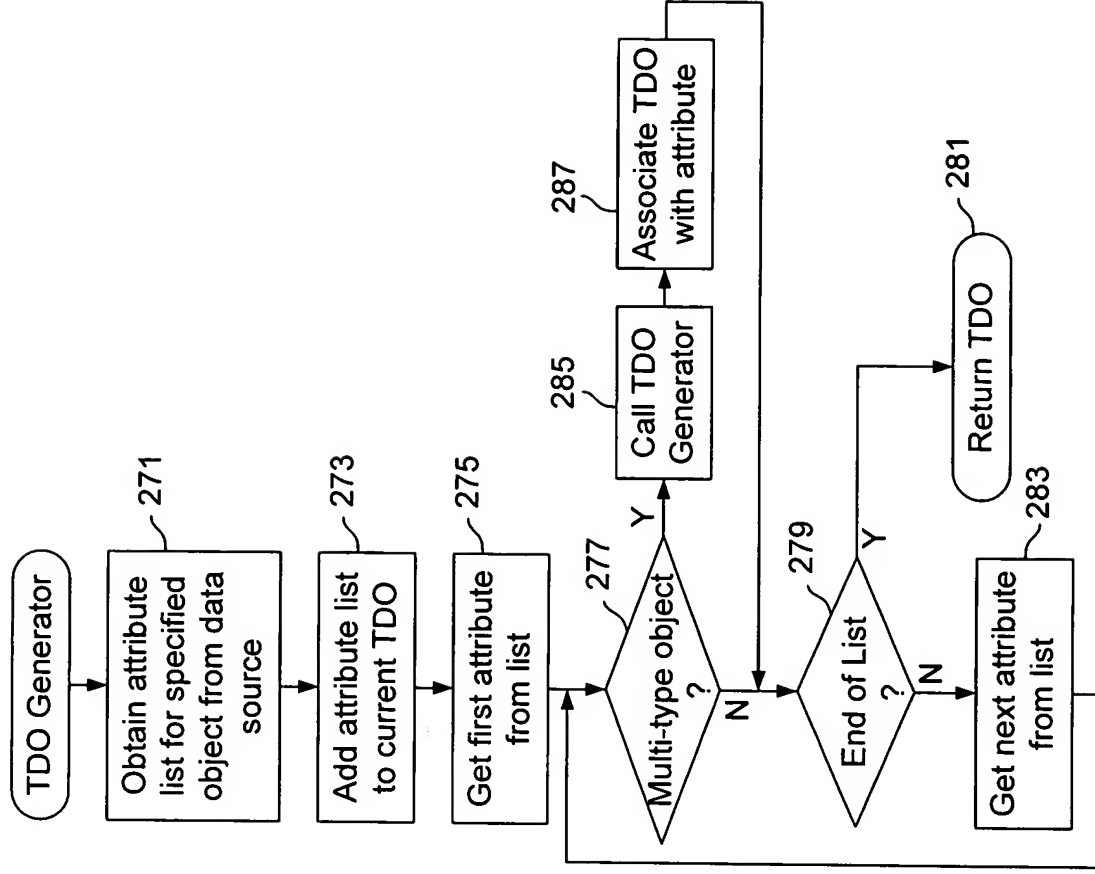 TDO Generator
271
Obtain attribute
list for specified
object from data
source
273
Add attribute list
to current TDO
275
Get first attribute
from list
277
Multi-type object
?
Y
N
285
Call TDO
Generator
287
Associate TDO
with attribute
279
End of List
?
Y
N
281
Return TDO
283
Get next attribute
from list